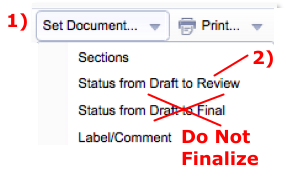 1) Set Document... Print...
Sections
2)
Status from Draft to Review
Status from Draft to Final
Label/Comment
Do Not
Finalize